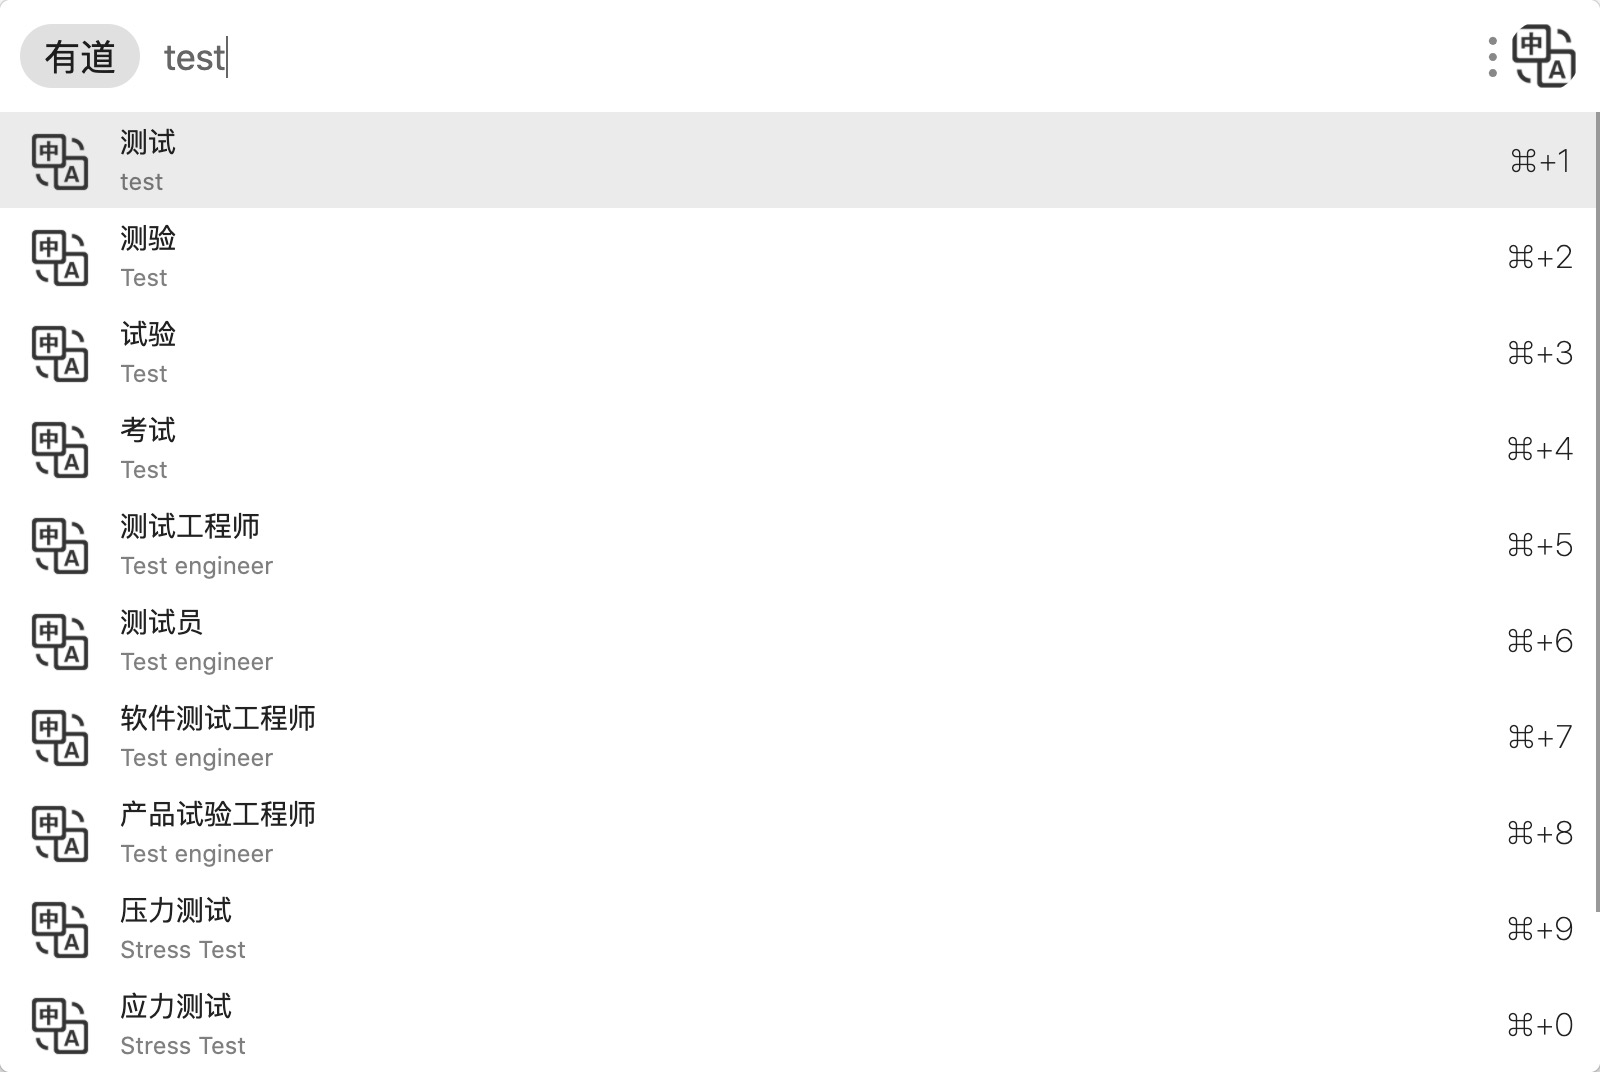 有道 test
测试
test
⌘+1
测验
Test
⌘+2
试验
Test
⌘+3
考试
Test
⌘+4
测试工程师
Test engineer
⌘+5
测试员
Test engineer
⌘+6
软件测试工程师
Test engineer
⌘+7
产品试验工程师
Test engineer
⌘+8
压力测试
Stress Test
⌘+9
应力测试
Stress Test
⌘+0